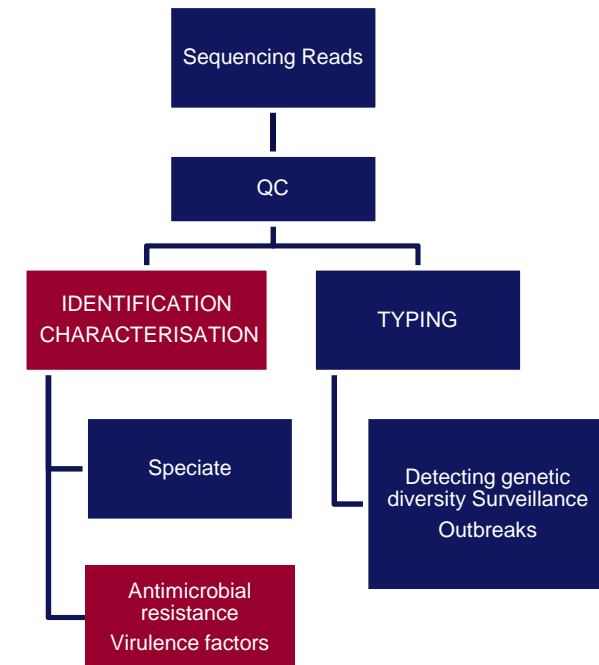 Sequencing Reads
QC
IDENTIFICATION
CHARACTERISATION
TYPING
Speciate
Detecting genetic
diversity Surveillance
Outbreaks
Antimicrobial
resistance
Virulence factors